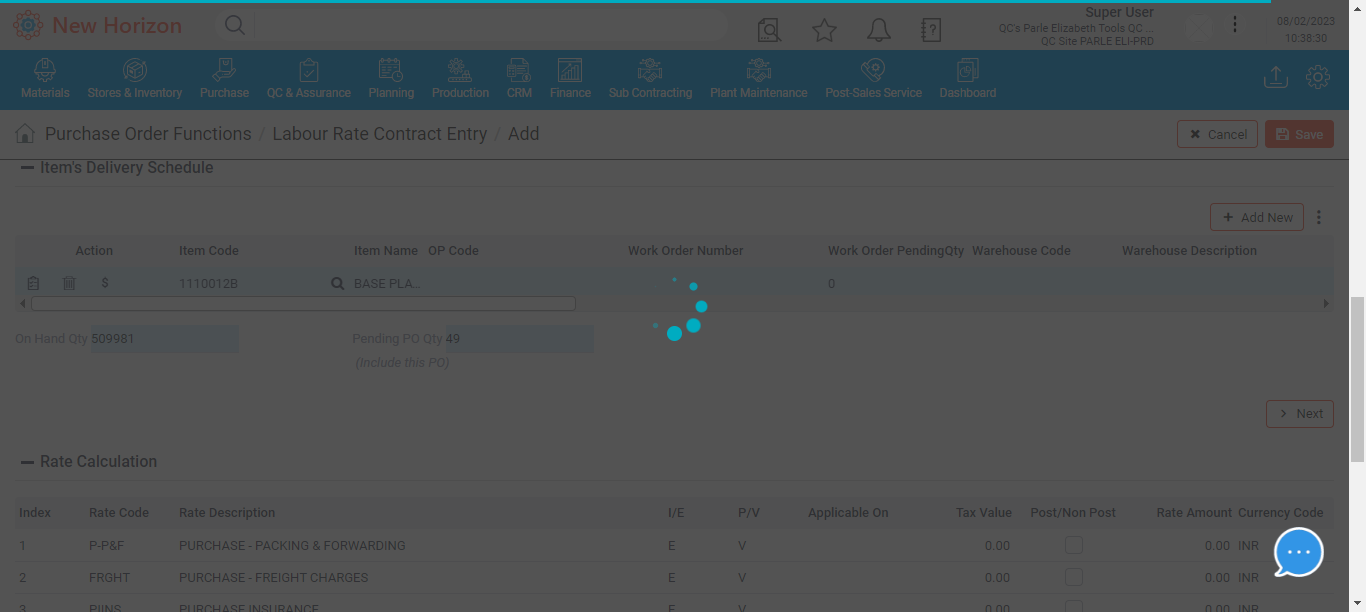 New Horizon
Super User
QC's Parle Elizabeth Tools QC ...
QC Site PARLE ELI-PRD
08/02/2023
10:38:30
Materials Stores & Inventory Purchase QC & Assurance Planning Production CRM Finance Sub Contracting Plant Maintenance Post-Sales Service Dashboard
Purchase Order Functions / Labour Rate Contract Entry / Add
Cancel Save
Item's Delivery Schedule
+ Add New
Action Item Code Item Name OP Code Work Order Number Work Order PendingQty Warehouse Code Warehouse Description
$ 1110012B BASE PLA... 0
On Hand Qty 509981 Pending PO Qty 49
(Include this PO)
> Next
Rate Calculation
Index Rate Code Rate Description I/E P/V Applicable On Tax Value Post/Non Post Rate Amount Currency Code
1 P-P&F PURCHASE - PACKING & FORWARDING E V 0.00 0.00 INR
2 FRGHT PURCHASE - FREIGHT CHARGES E V 0.00 0.00 INR
3 PIINS PURCHASE INSURANCE E V 0.00 0.00 INR